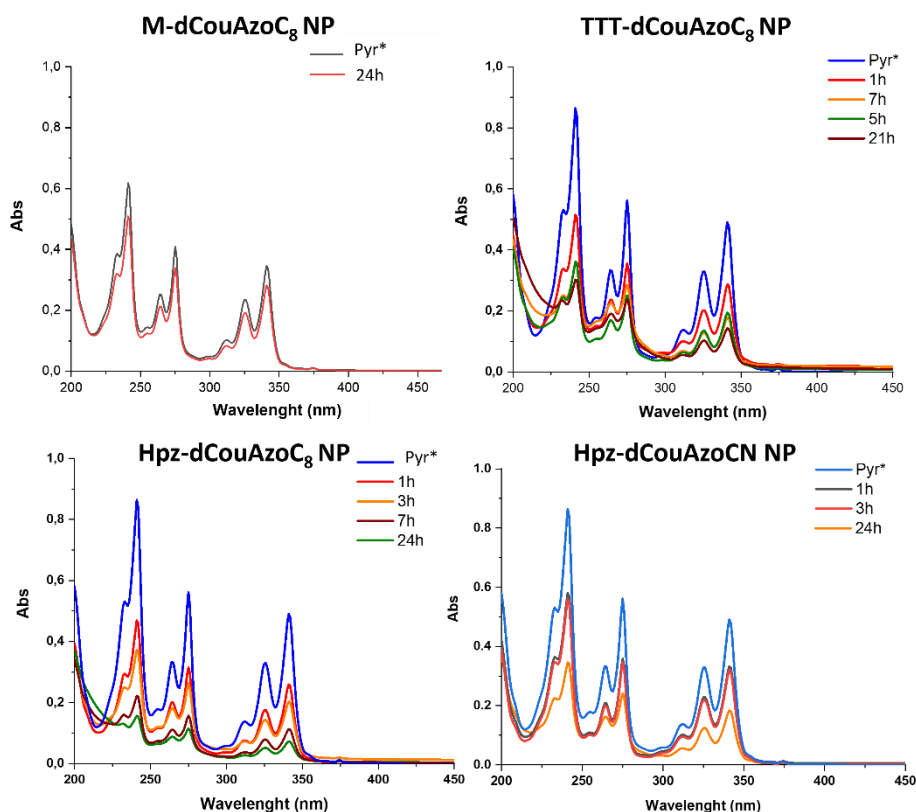 M-dCouAzoC₈ NP
Pyr*
24h
1,0
0,8
0,6
0,4
0,2
0,0
Abs
200 250 300 350 400 450
Wavelenght (nm)
TTT-dCouAzoC₈ NP
Pyr*
1h
7h
5h
21h
1,0
0,8
0,6
0,4
0,2
0,0
Abs
200 250 300 350 400 450
Wavelenght (nm)
Hpz-dCouAzoC₈ NP
Pyr*
1h
3h
7h
24h
1.0
0,8
0,6
0,4
0,2
0,0
Abs
200 250 300 350 400 450
Wavelenght (nm)
Hpz-dCouAzoCN NP
Pyr*
1h
3h
24h
1.0
0,8
0,6
0,4
0,2
0,0
Abs
200 250 300 350 400 450
Wavelenght (nm)